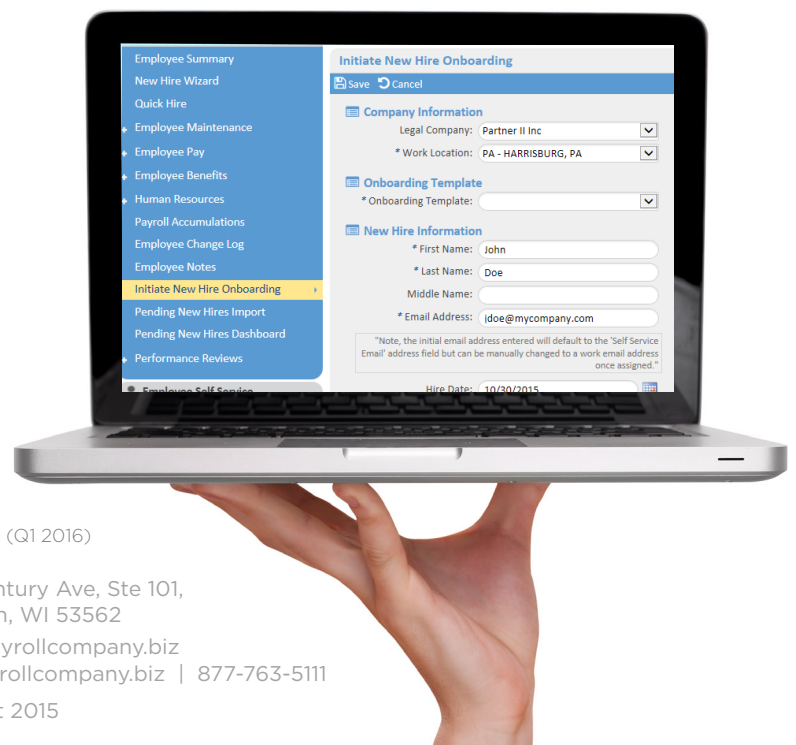 Employee Summary
New Hire Wizard
Quick Hire
Employee Maintenance
Employee Pay
Employee Benefits
Human Resources
Payroll Accumulations
Employee Change Log
Employee Notes
Initiate New Hire Onboarding
Pending New Hires Import
Pending New Hires Dashboard
Performance Reviews
Employee Self Service
Initiate New Hire Onboarding
Save Cancel
Company Information
Legal Company: Partner II Inc
* Work Location: PA - HARRISBURG, PA
Onboarding Template
* Onboarding Template:
New Hire Information
* First Name: John
* Last Name: Doe
Middle Name:
* Email Address: jdoe@mycompany.com
"Note, the initial email address entered will default to the 'Self Service
Email' address field but can be manually changed to a work email address
once assigned."
Hire Date: 10/30/2015
(Q1 2016)
Ave, Ste 101,
WI 53562
yrollcompany.biz
rollcompany.biz | 877-763-5111
2015